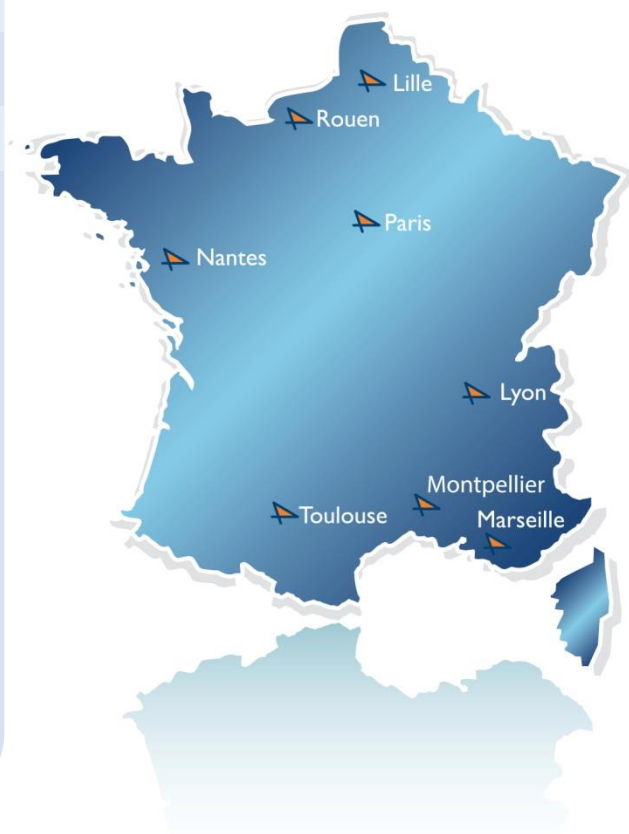 Lille
Rouen
Paris
Nantes
Lyon
Montpellier
Toulouse
Marseille